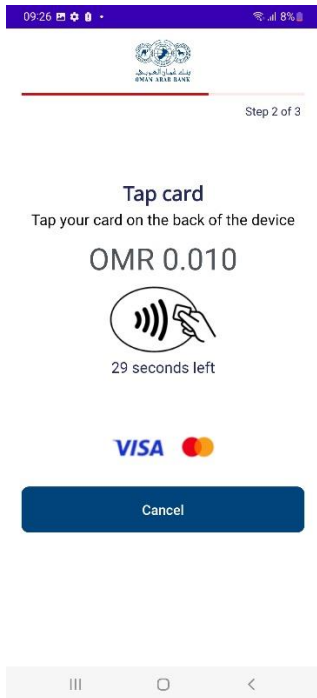 09:26
8%
بنك عمان العربي
OMAN ARAB BANK
Step 2 of 3
Tap card
Tap your card on the back of the device
OMR 0.010
29 seconds left
VISA
Cancel